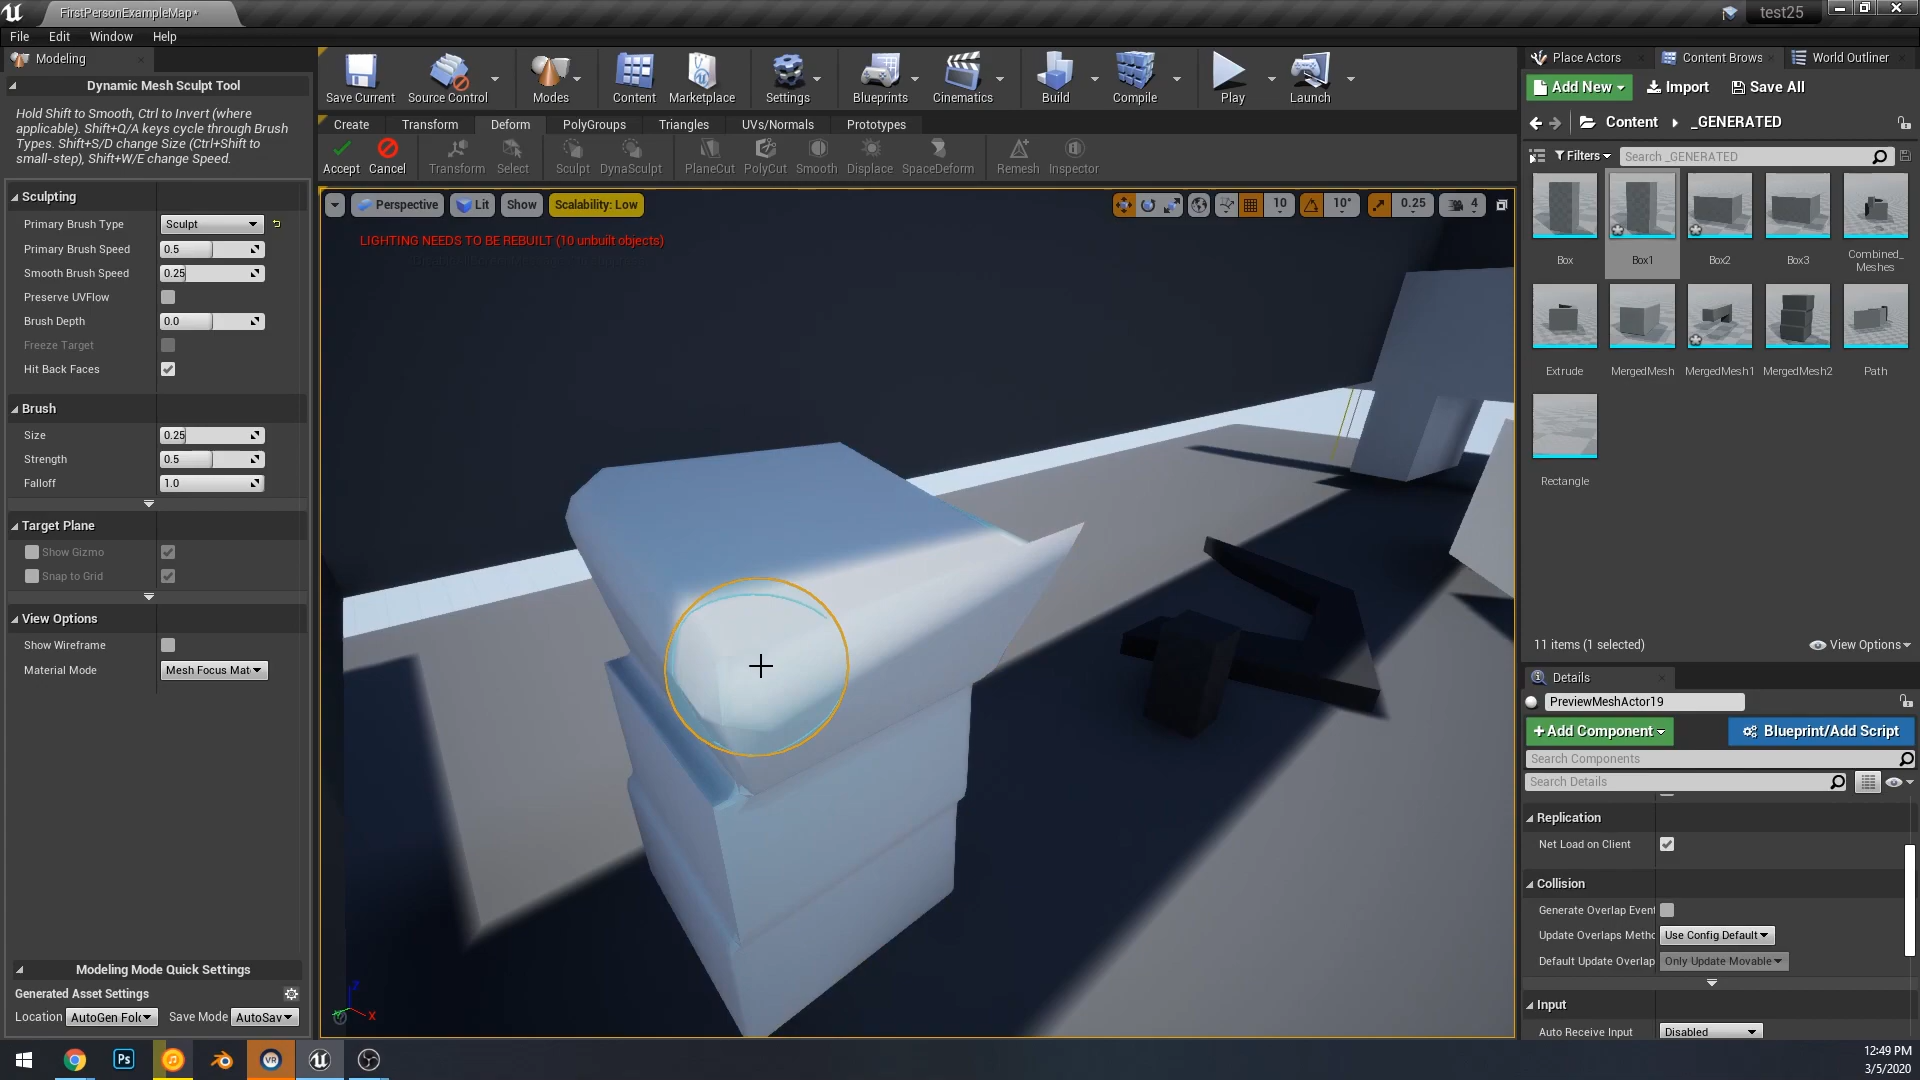 FirstPersonExampleMap*
test25
File Edit Window Help
Modeling
Dynamic Mesh Sculpt Tool
Hold Shift to Smooth, Ctrl to Invert (where
applicable). Shift+Q/A keys cycle through Brush
Types. Shift+S/D change Size (Ctrl+Shift to
small-step), Shift+W/E change Speed.
Sculpting
Primary Brush Type Sculpt
Primary Brush Speed 0.5
Smooth Brush Speed 0.25
Preserve UVFlow
Brush Depth 0.0
Freeze Target
Hit Back Faces
Brush
Size 0.25
Strength 0.5
Falloff 1.0
Target Plane
Show Gizmo
Snap to Grid
View Options
Show Wireframe
Material Mode Mesh Focus Mat
Modeling Mode Quick Settings
Generated Asset Settings
Location AutoGen Fol Save Mode AutoSav
Save Current Source Control Modes Content Marketplace Settings Blueprints Cinematics Build Compile Play Launch
Create Transform Deform PolyGroups Triangles UVs/Normals Prototypes
Accept Cancel Transform Select Sculpt DynaSculpt PlaneCut PolyCut Smooth Displace SpaceDeform Remesh Inspector
Perspective Lit Show Scalability: Low 10 10° 0.25 4
LIGHTING NEEDS TO BE REBUILT (10 unbuilt objects)
Z
X
Place Actors Content Brows World Outliner
Add New Import Save All
Content _GENERATED
Filters Search _GENERATED
Box Box1 Box2 Box3 Combined_
Meshes
Extrude MergedMesh MergedMesh1 MergedMesh2 Path
Rectangle
11 items (1 selected) View Options
Details
PreviewMeshActor19
+Add Component Blueprint/Add Script
Search Components
Search Details
Replication
Net Load on Client
Collision
Generate Overlap Event
Update Overlaps Metho Use Config Default
Default Update Overlap Only Update Movable
Input
Auto Receive Input Disabled
Ps VR
12:49 PM
3/5/2020